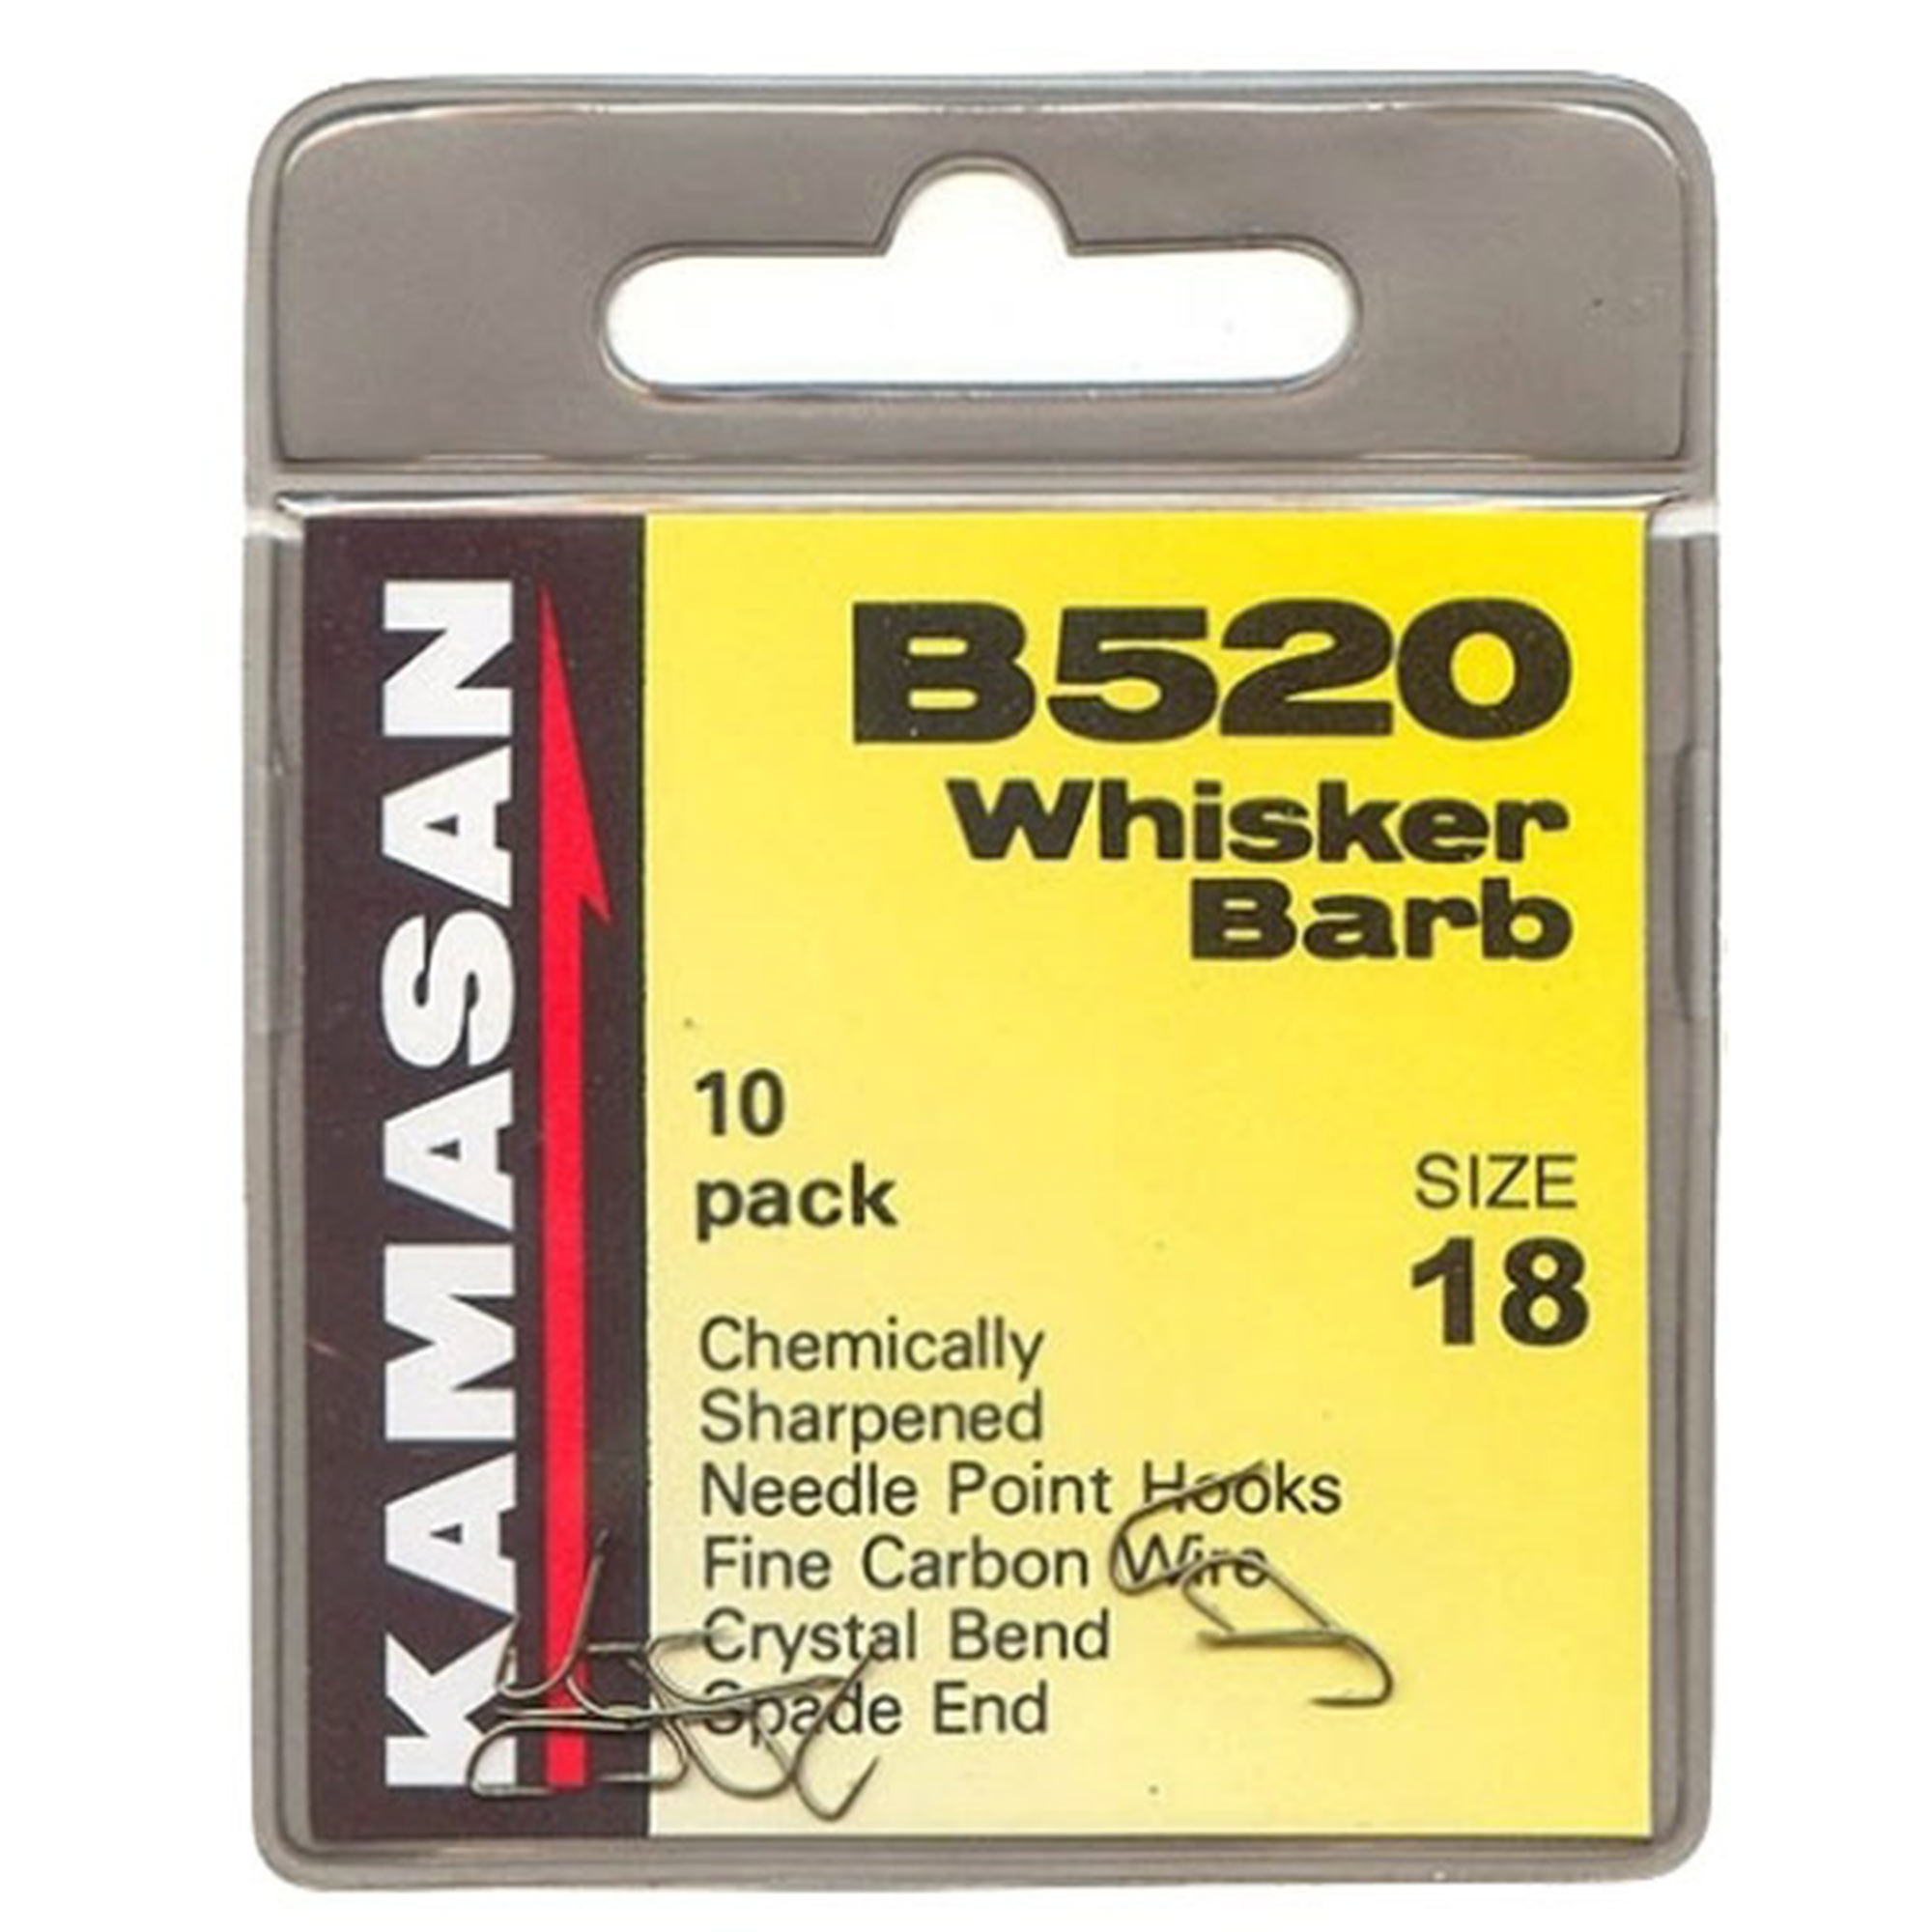 KAMASAN
B520
Whisker
Barb
10
pack
SIZE
18
Chemically
Sharpened
Needle Point Hooks
Fine Carbon Wire
Crystal Bend
Spade End